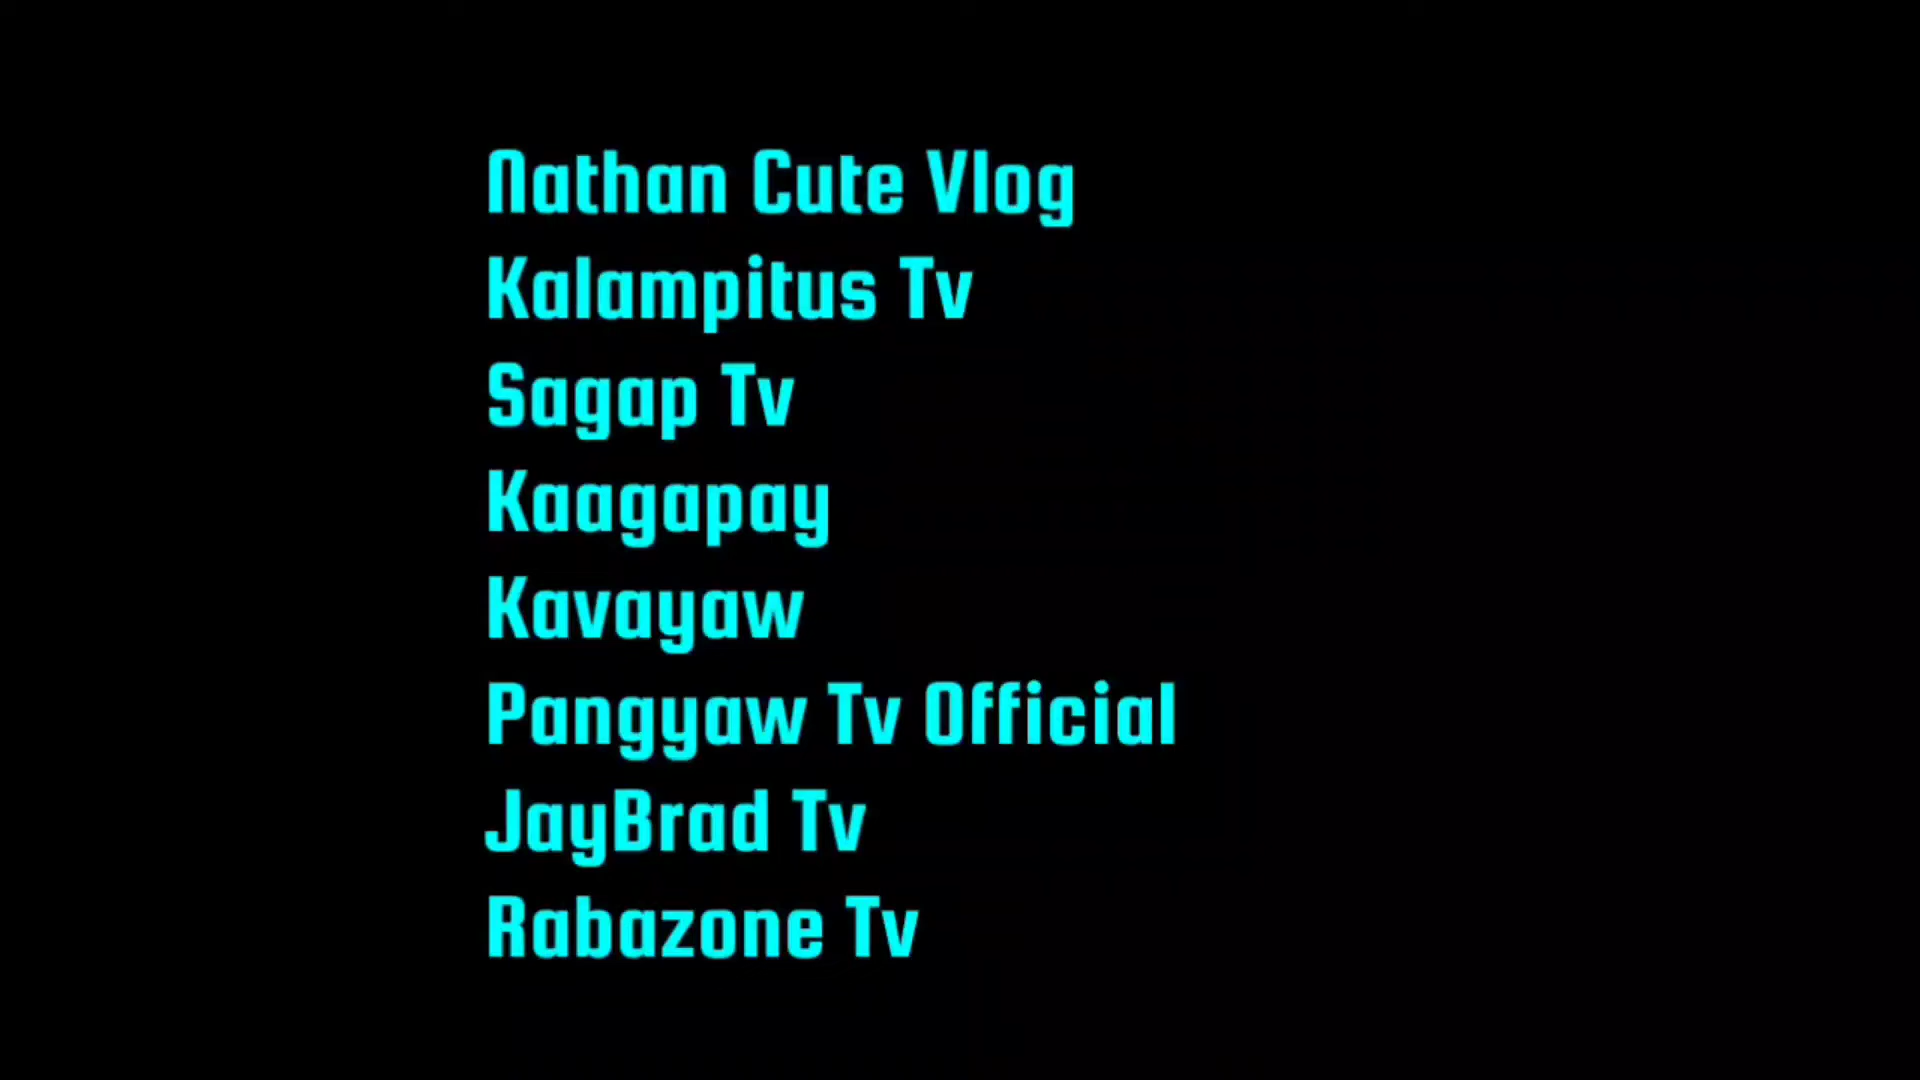 Nathan Cute Vlog
Kalampitus Tv
Sagap Tv
Kaagapay
Kavayaw
Pangyaw Tv Official
JayBrad Tv
Rabazone Tv